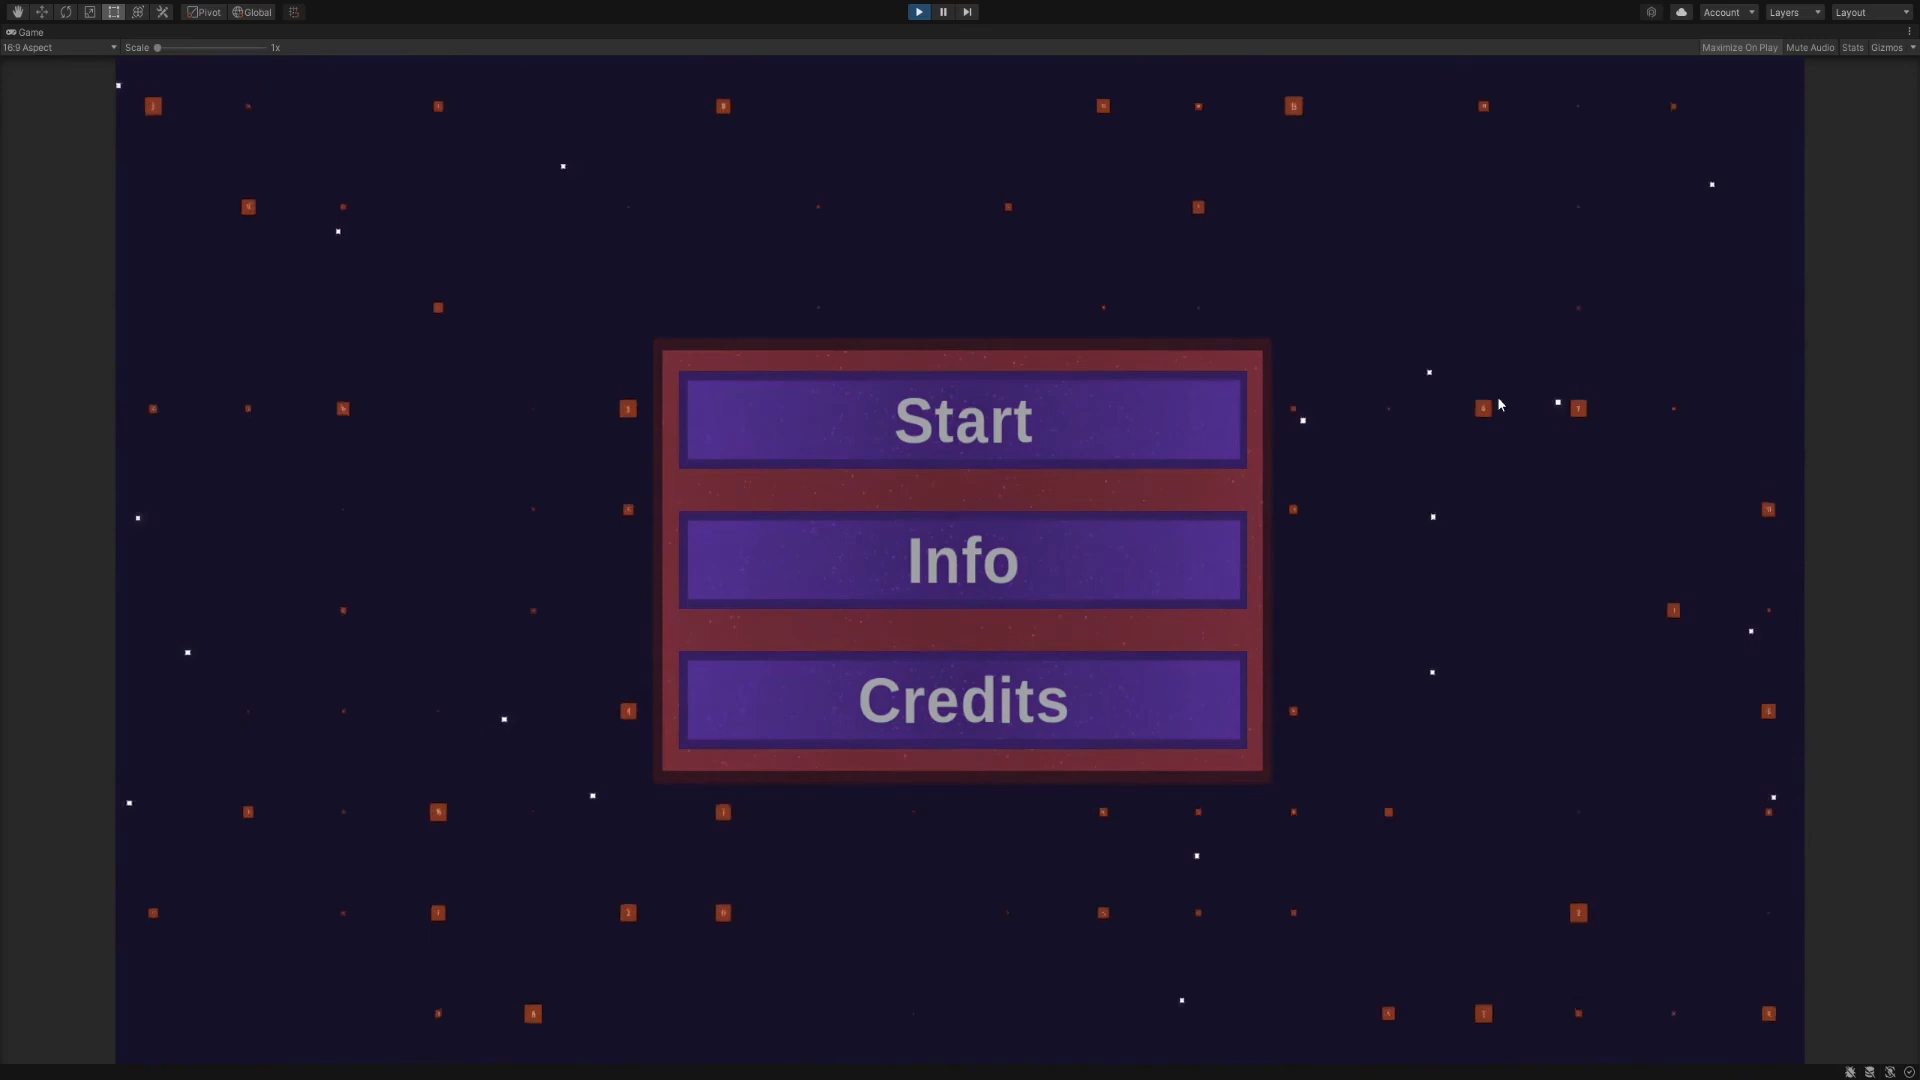 Pivot Global Account Layers Layout
Game
16:9 Aspect Scale 1x Maximize On Play Mute Audio Stats Gizmos
Start
Info
Credits